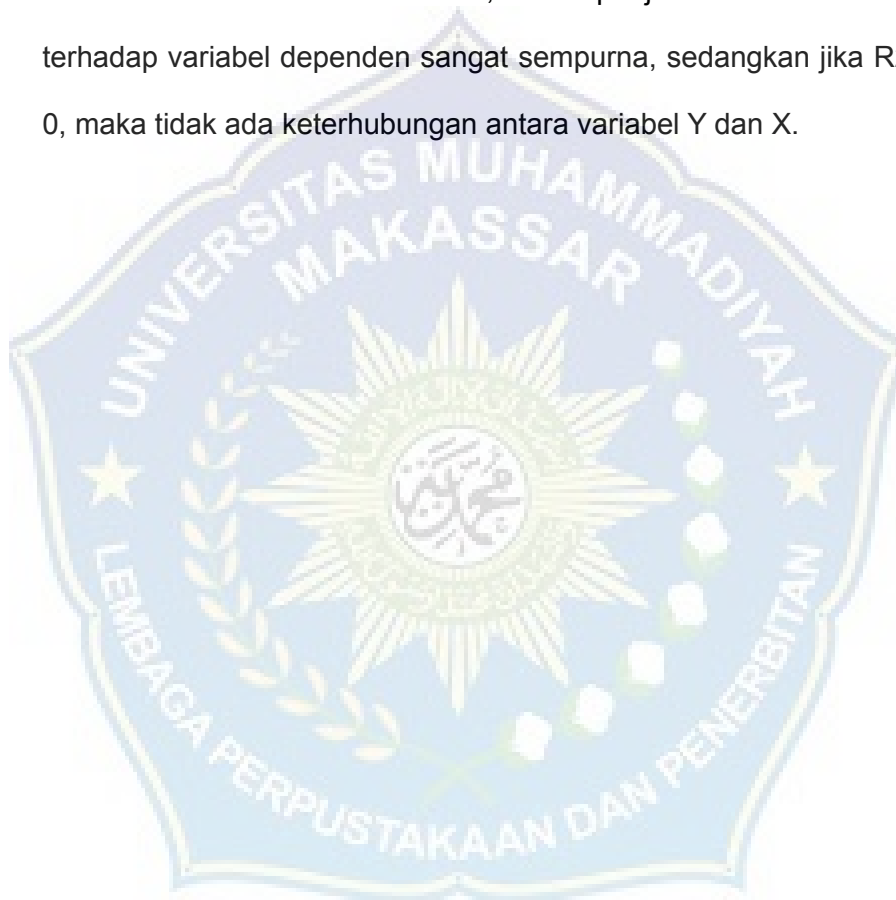 terhadap variabel dependen sangat sempurna, sedangkan jika R
0, maka tidak ada keterhubungan antara variabel Y dan X.
UNIVERSITAS MUHAMMADIYAH
MAKASSAR
LEMBAGA PERPUSTAKAAN DAN PENERBITAN